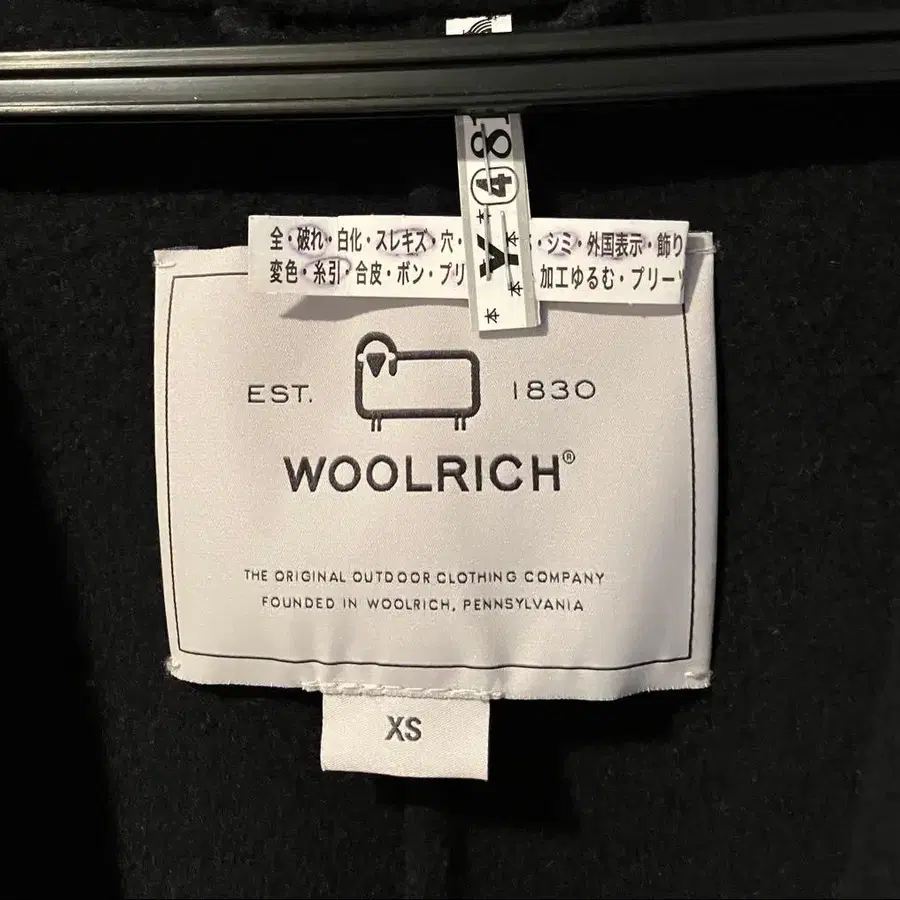 全・破れ・白化・スレキズ・穴・ ・シミ・外国表示・飾り
変色・糸引・合皮・ボン・プリ 加工ゆるむ・プリーツ
481
EST. 1830
WOOLRICH®
THE ORIGINAL OUTDOOR CLOTHING COMPANY
FOUNDED IN WOOLRICH, PENNSYLVANIA
XS